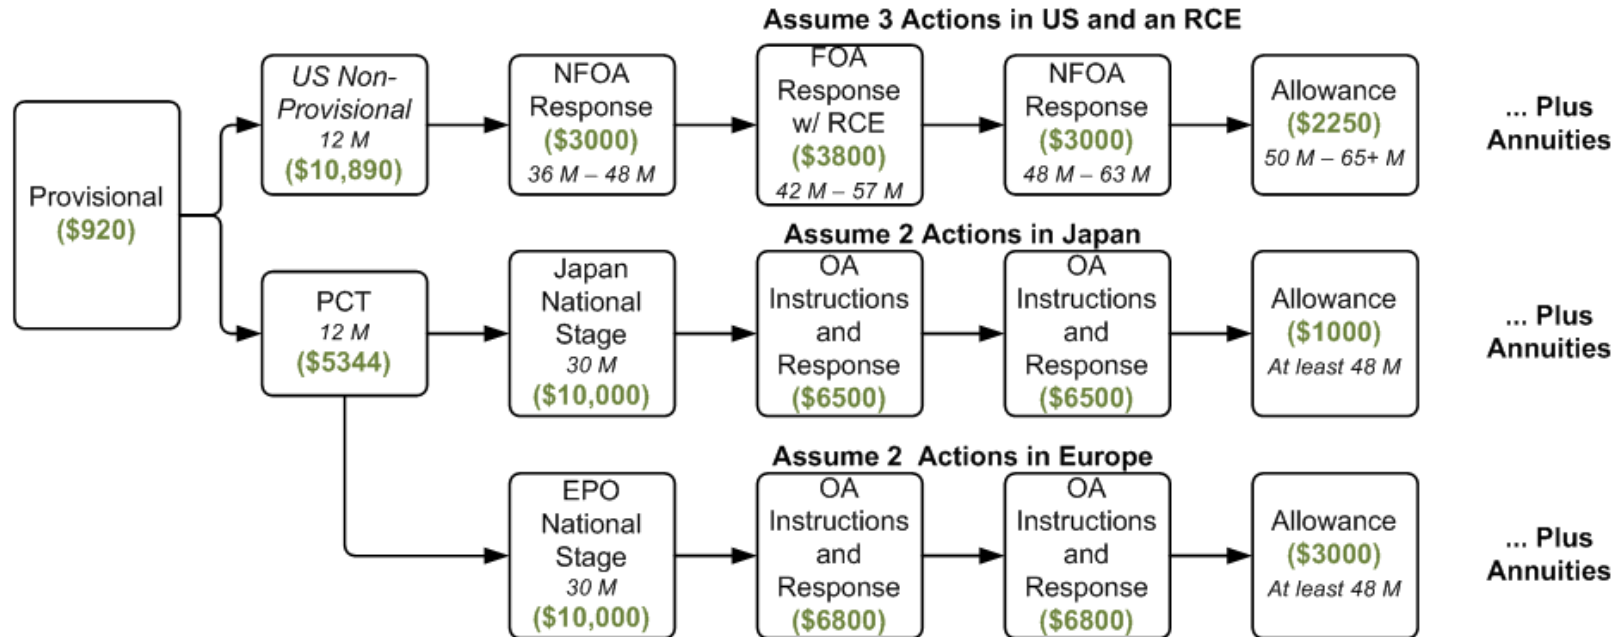 Assume 3 Actions in US and an RCE
Provisional
($920)
US Non-
Provisional
12 M
($10,890)
NFOA
Response
($3000)
36 M – 48 M
FOA
Response
w/ RCE
($3800)
42 M – 57 M
NFOA
Response
($3000)
48 M – 63 M
Allowance
($2250)
50 M – 65+ M
... Plus
Annuities
Assume 2 Actions in Japan
PCT
12 M
($5344)
Japan
National
Stage
30 M
($10,000)
OA
Instructions
and
Response
($6500)
OA
Instructions
and
Response
($6500)
Allowance
($1000)
At least 48 M
... Plus
Annuities
Assume 2  Actions in Europe
EPO
National
Stage
30 M
($10,000)
OA
Instructions
and
Response
($6800)
OA
Instructions
and
Response
($6800)
Allowance
($3000)
At least 48 M
... Plus
Annuities